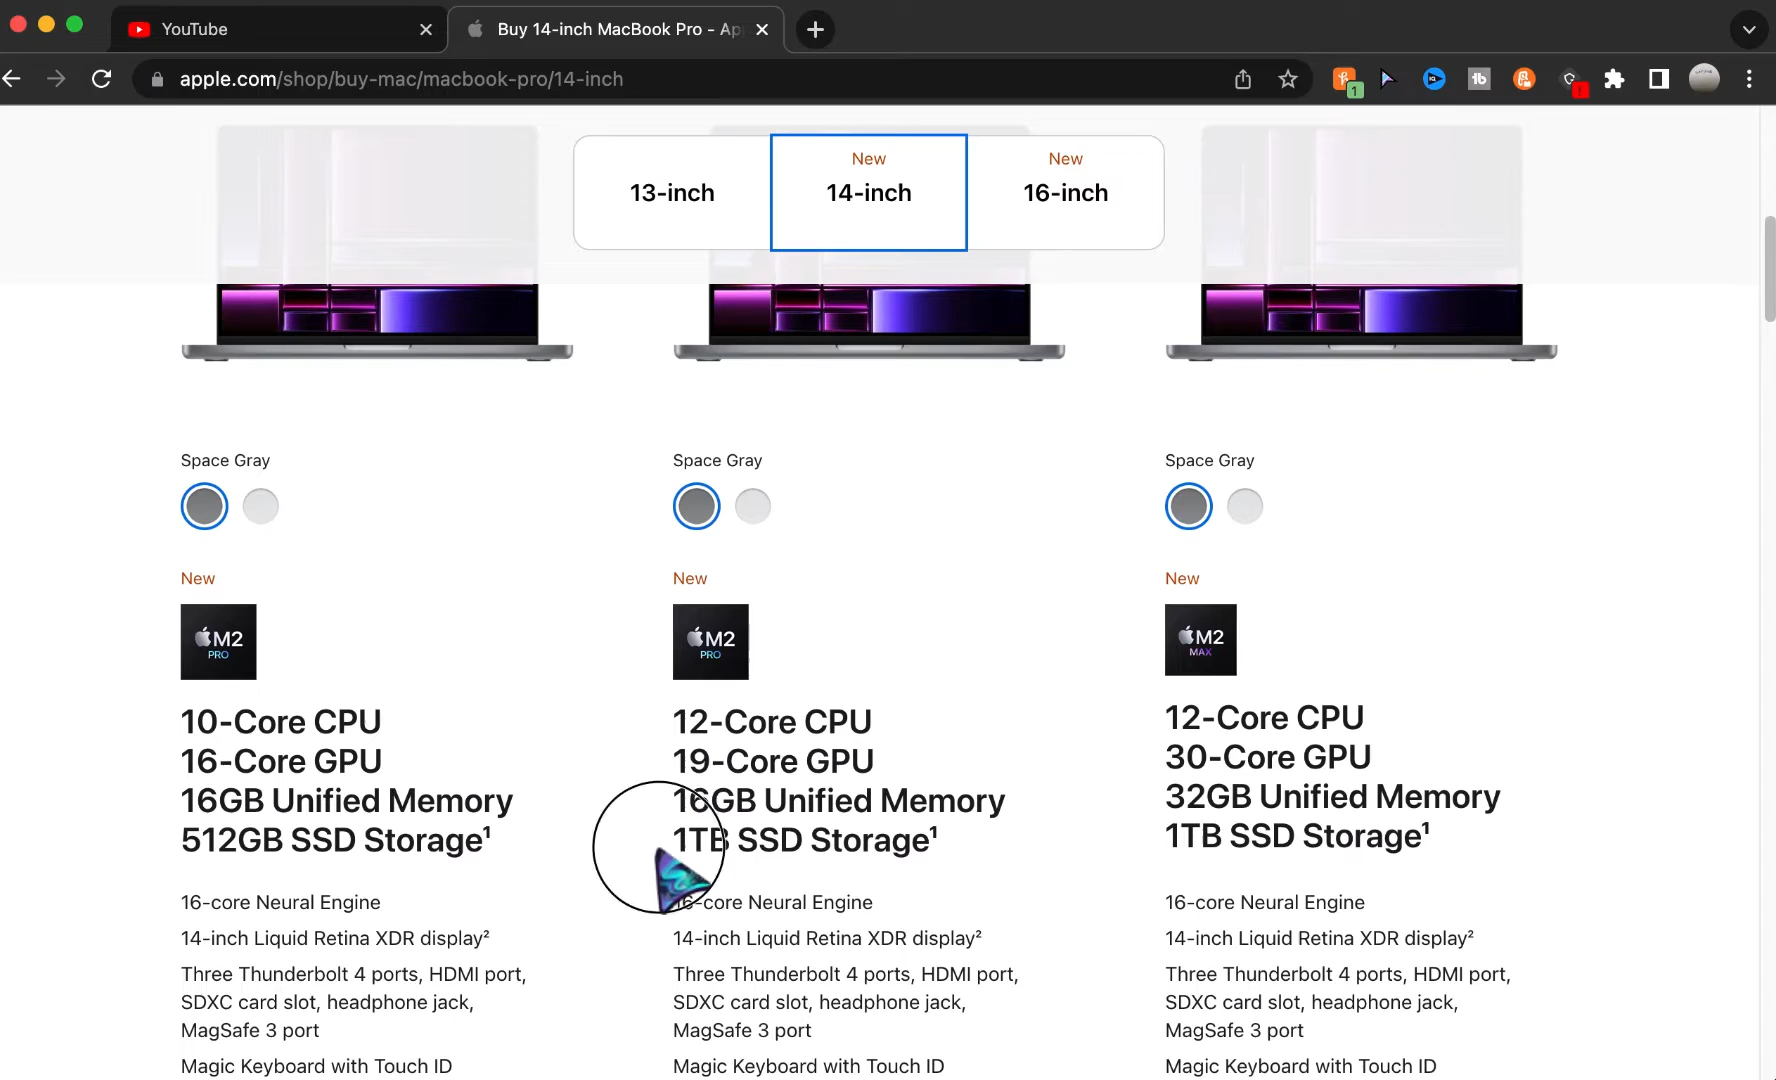 YouTube
Buy 14-inch MacBook Pro - Ap
apple.com/shop/buy-mac/macbook-pro/14-inch
1
tb
13-inch
New
14-inch
New
16-inch
Space Gray
New
M2
PRO
10-Core CPU
16-Core GPU
16GB Unified Memory
512GB SSD Storage¹
16-core Neural Engine
14-inch Liquid Retina XDR display²
Three Thunderbolt 4 ports, HDMI port,
SDXC card slot, headphone jack,
MagSafe 3 port
Magic Keyboard with Touch ID
Space Gray
New
M2
PRO
12-Core CPU
19-Core GPU
16GB Unified Memory
1TB SSD Storage¹
16-core Neural Engine
14-inch Liquid Retina XDR display²
Three Thunderbolt 4 ports, HDMI port,
SDXC card slot, headphone jack,
MagSafe 3 port
Magic Keyboard with Touch ID
Space Gray
New
M2
MAX
12-Core CPU
30-Core GPU
32GB Unified Memory
1TB SSD Storage¹
16-core Neural Engine
14-inch Liquid Retina XDR display²
Three Thunderbolt 4 ports, HDMI port,
SDXC card slot, headphone jack,
MagSafe 3 port
Magic Keyboard with Touch ID